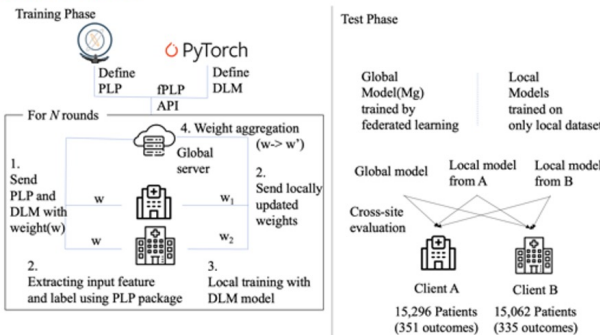 Training Phase
PyTorch
Define
PLP
fPLP
API
Define
DLM
For N rounds
4. Weight aggregation
(w-> w')
Global
server
1.
Send
PLP and
DLM with
weight(w)
w
w
w₁
w₂
2.
Send locally
updated
weights
2.
Extracting input feature
and label using PLP package
3.
Local training with
DLM model
Test Phase
Global
Model(Mg)
trained by
federated learning
Local
Models
trained on
only local dataset
Global model
Local model
from A
Local model
from B
Cross-site
evaluation
Client A
Client B
15,296 Patients
(351 outcomes)
15,062 Patients
(335 outcomes)